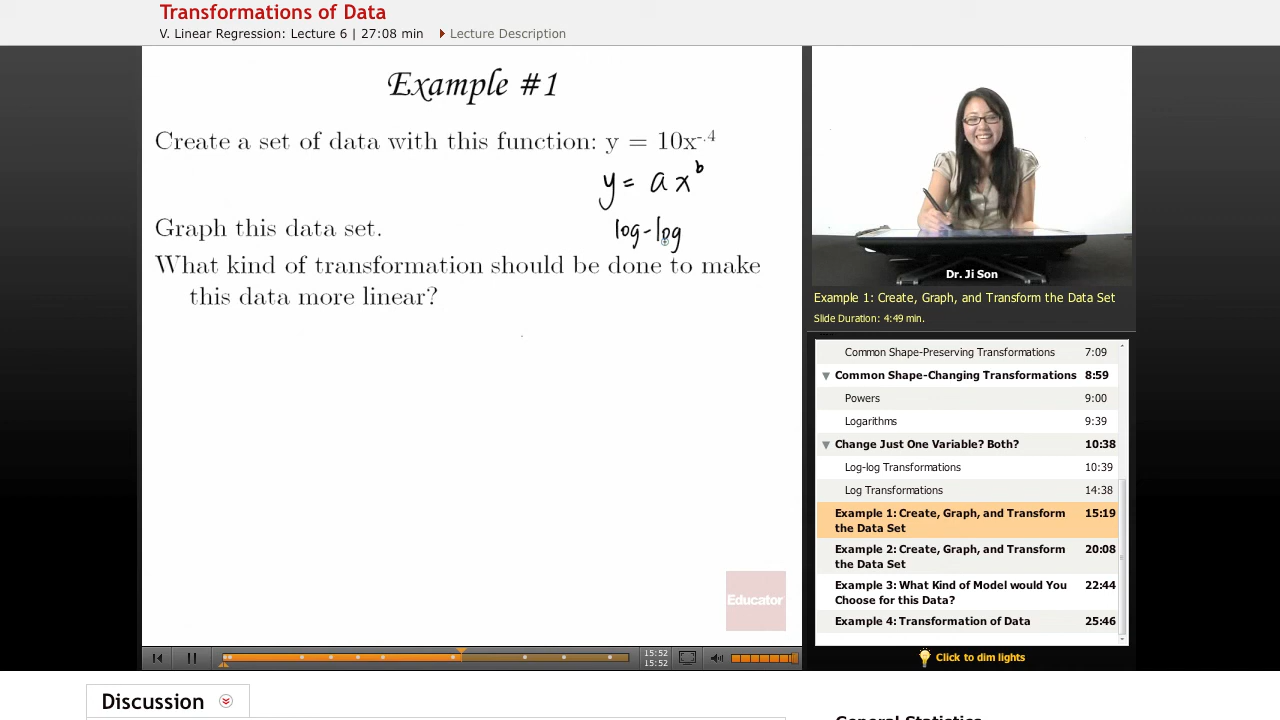 Transformations of Data
V. Linear Regression: Lecture 6 | 27:08 min
Lecture Description
Example #1
Create a set of data with this function: y = 10x^-.4
y = a x^b
Graph this data set.
log-log
What kind of transformation should be done to make
this data more linear?
Educator
15:52
15:52
Dr. Ji Son
Example 1: Create, Graph, and Transform the Data Set
Slide Duration: 4:49 min.
Common Shape-Preserving Transformations 7:09
Common Shape-Changing Transformations 8:59
Powers 9:00
Logarithms 9:39
Change Just One Variable? Both? 10:38
Log-log Transformations 10:39
Log Transformations 14:38
Example 1: Create, Graph, and Transform 15:19
the Data Set
Example 2: Create, Graph, and Transform 20:08
the Data Set
Example 3: What Kind of Model would You 22:44
Choose for this Data?
Example 4: Transformation of Data 25:46
Click to dim lights
Discussion
General Statistics